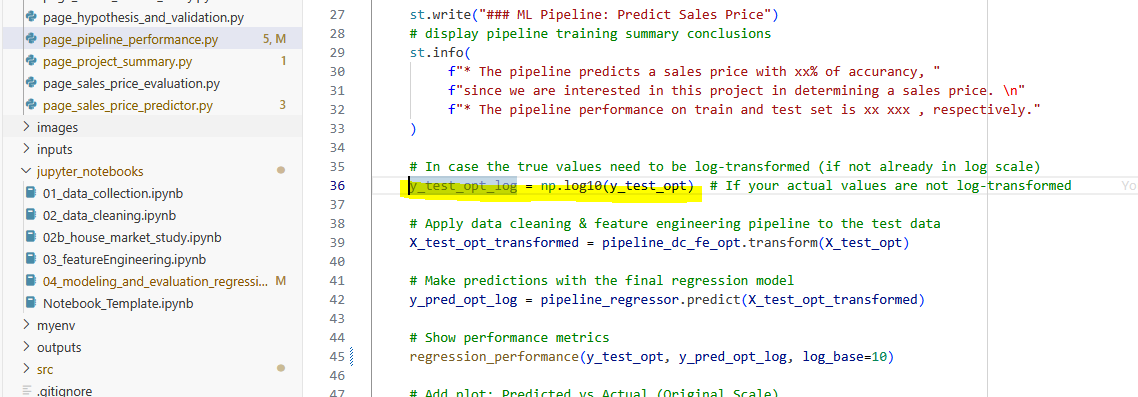 page_hypothesis_and_validation.py
page_pipeline_performance.py 5, M
page_project_summary.py 1
page_sales_price_evaluation.py
page_sales_price_predictor.py 3
images
inputs
jupyter_notebooks
01_data_collection.ipynb
02_data_cleaning.ipynb
02b_house_market_study.ipynb
03_featureEngineering.ipynb
04_modeling_and_evaluation_regressi... M
Notebook_Template.ipynb
myenv
outputs
src
.gitignore
27 st.write("### ML Pipeline: Predict Sales Price")
28 # display pipeline training summary conclusions
29 st.info(
30 f"* The pipeline predicts a sales price with xx% of accurancy, "
31 f"since we are interested in this project in determining a sales price. \n"
32 f"* The pipeline performance on train and test set is xx xxx , respectively."
33 )
34
35 # In case the true values need to be log-transformed (if not already in log scale)
36 y_test_opt_log = np.log10(y_test_opt) # If your actual values are not log-transformed Yo
37
38 # Apply data cleaning & feature engineering pipeline to the test data
39 X_test_opt_transformed = pipeline_dc_fe_opt.transform(X_test_opt)
40
41 # Make predictions with the final regression model
42 y_pred_opt_log = pipeline_regressor.predict(X_test_opt_transformed)
43
44 # Show performance metrics
45 regression_performance(y_test_opt, y_pred_opt_log, log_base=10)
46
47 # Add plot: Predicted vs Actual (Original Scale)